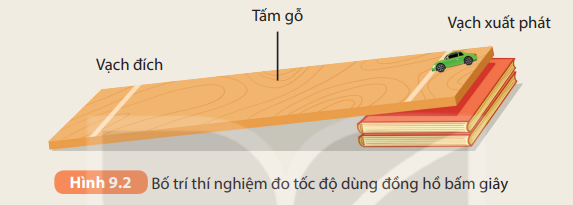 Tấm gỗ
Vạch xuất phát
Vạch đích
Hình 9.2 Bố trí thí nghiệm đo tốc độ dùng đồng hồ bấm giây